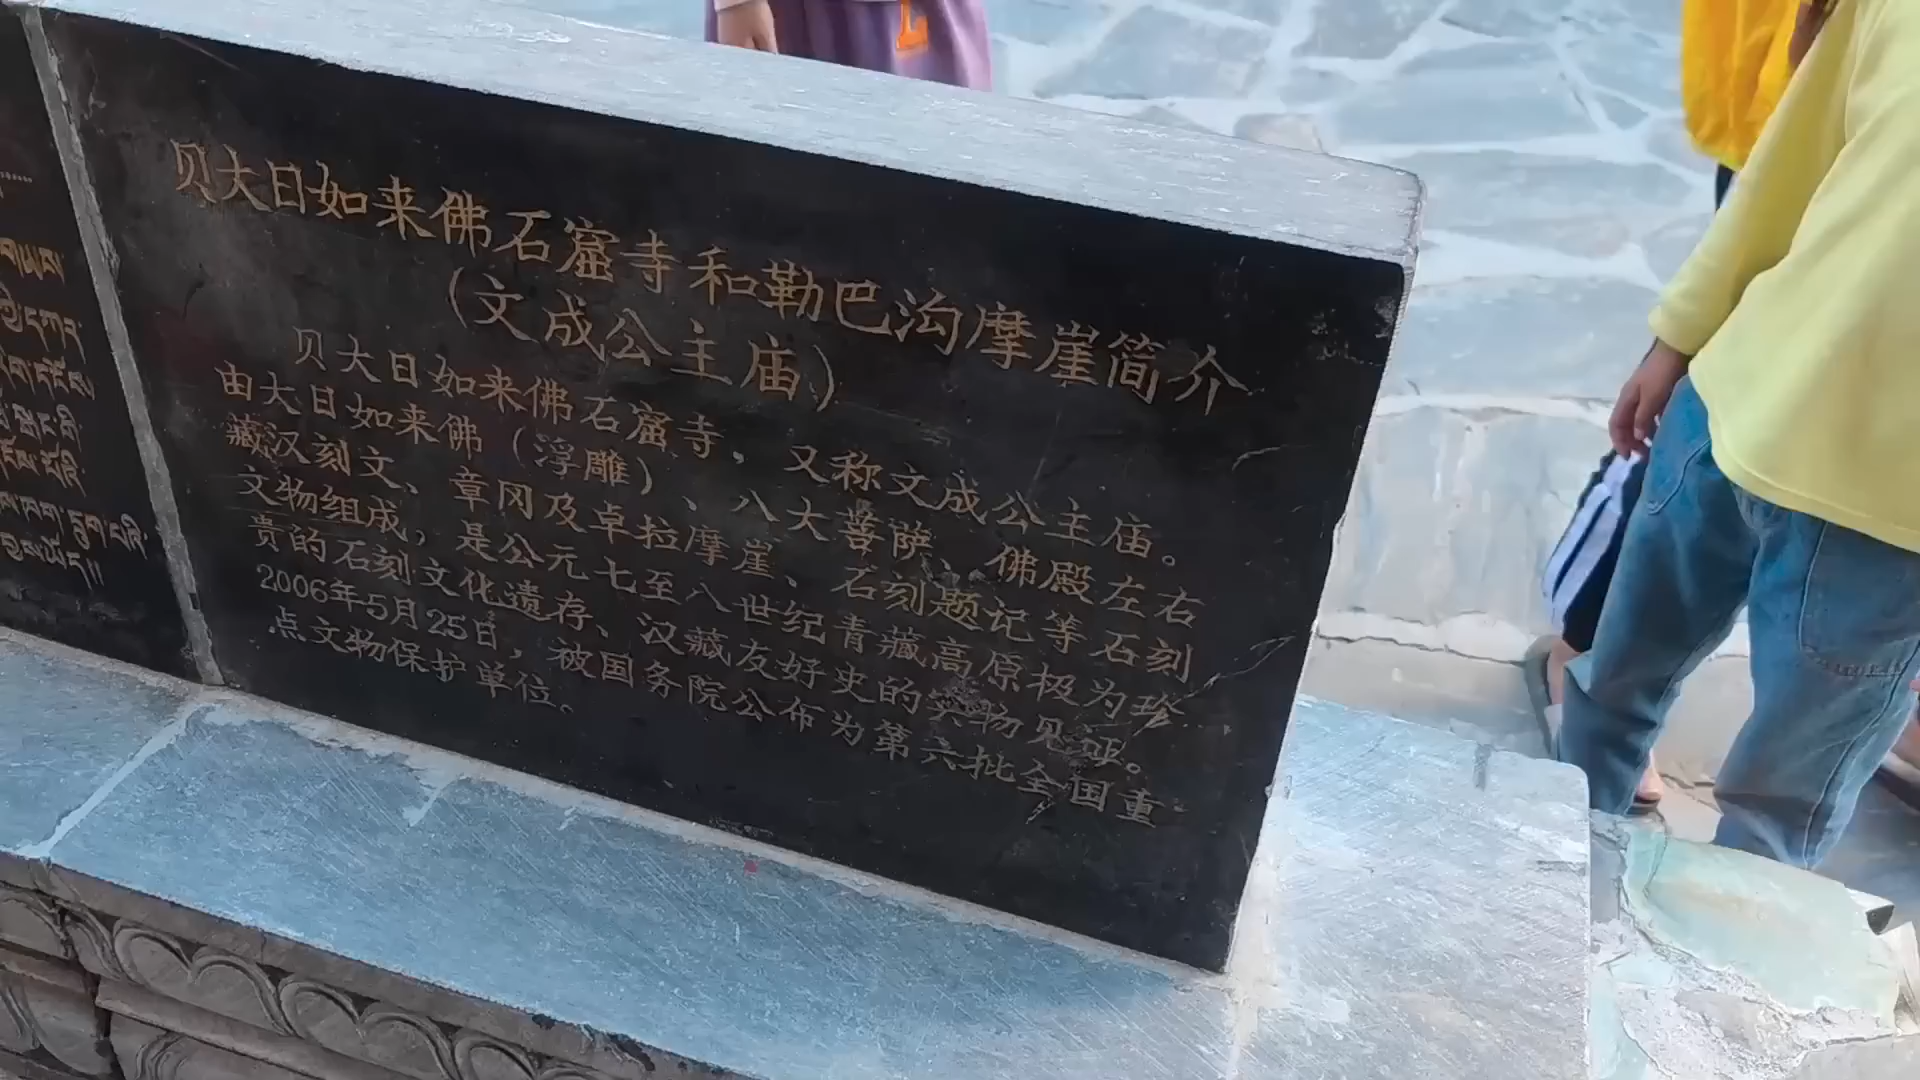 贝大日如来佛石窟寺和勒巴沟摩崖简介
(文成公主庙)
贝大日如来佛石窟寺，又称文成公主庙。
由大日如来佛（浮雕）、八大菩萨、佛殿左右
藏汉刻文、章冈及卓拉摩崖、石刻题记等石刻
文物组成，是公元七至八世纪青藏高原极为珍
贵的石刻文化遗存、汉藏友好史的实物见证。
2006年5月25日，被国务院公布为第六批全国重
点文物保护单位。
L